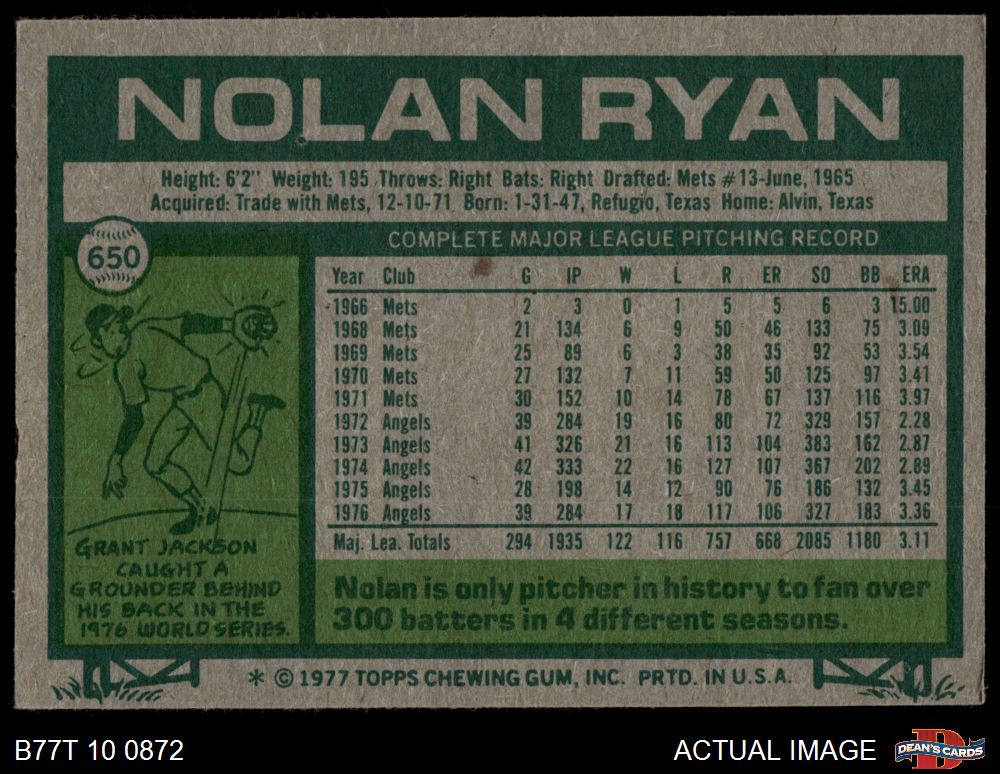 NOLAN RYAN
Height: 6'2" Weight: 195 Throws: Right Bats: Right Drafted: Mets #13-June, 1965
Acquired: Trade with Mets, 12-10-71 Born: 1-31-47, Refugio, Texas Home: Alvin, Texas
650
COMPLETE MAJOR LEAGUE PITCHING RECORD
Year Club G IP W L R ER SO BB ERA
1966 Mets 2 3 0 1 5 5 6 3 15.00
1968 Mets 21 134 6 9 50 46 133 75 3.09
1969 Mets 25 89 6 3 38 35 92 53 3.54
1970 Mets 27 132 7 11 59 50 125 97 3.41
1971 Mets 30 152 10 14 78 67 137 116 3.97
1972 Angels 39 284 19 16 80 72 329 157 2.28
1973 Angels 41 326 21 16 113 104 383 162 2.87
1974 Angels 42 333 22 16 127 107 367 202 2.89
1975 Angels 28 198 14 12 90 76 186 132 3.45
1976 Angels 39 284 17 18 117 106 327 183 3.36
Maj. Lea. Totals 294 1935 122 116 757 668 2085 1180 3.11
GRANT JACKSON
CAUGHT A
GROUNDER BEHIND
HIS BACK IN THE
1976 WORLD SERIES.
Nolan is only pitcher in history to fan over
300 batters in 4 different seasons.
* © 1977 TOPPS CHEWING GUM, INC. PRTD. IN U.S.A.
B77T 10 0872
ACTUAL IMAGE
D
DEAN'S CARDS